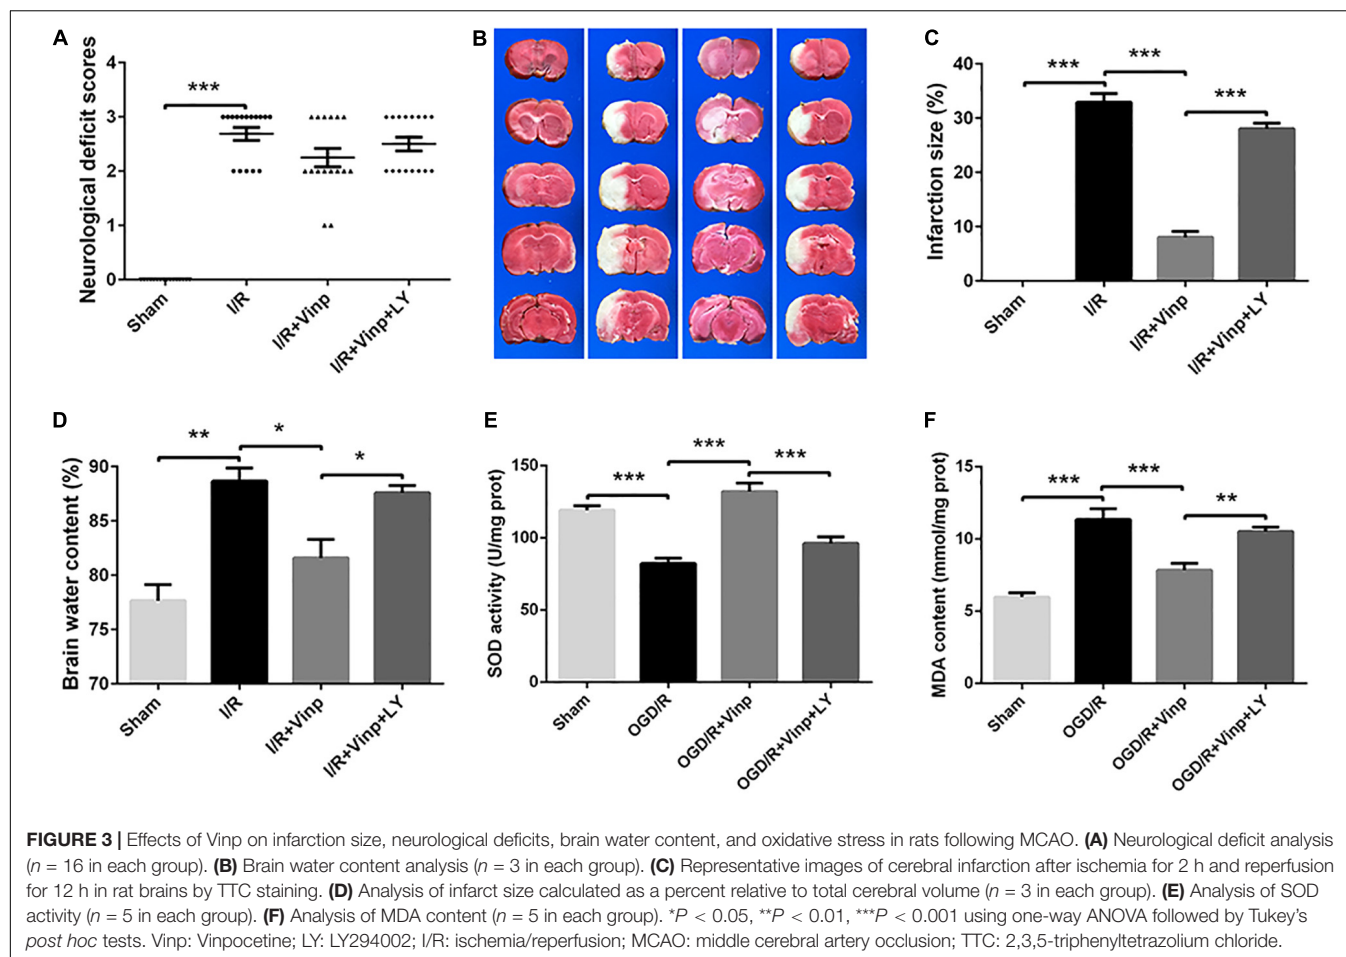 A
Neurological deficit scores
4
3
2
1
0
***
Sham
I/R
I/R+Vinp
I/R+Vinp+LY
B
C
Infarction size (%)
40
30
20
10
0
***
***
***
Sham
I/R
I/R+Vinp
I/R+Vinp+LY
D
Brain water content (%)
90
85
80
75
70
**
*
*
Sham
I/R
I/R+Vinp
I/R+Vinp+LY
E
SOD activity (U/mg prot)
150
100
50
0
***
***
***
Sham
OGD/R
OGD/R+Vinp
OGD/R+Vinp+LY
F
MDA content (mmol/mg prot)
15
10
5
0
***
***
**
Sham
OGD/R
OGD/R+Vinp
OGD/R+Vinp+LY
FIGURE 3 | Effects of Vinp on infarction size, neurological deficits, brain water content, and oxidative stress in rats following MCAO. (A) Neurological deficit analysis
(n = 16 in each group). (B) Brain water content analysis (n = 3 in each group). (C) Representative images of cerebral infarction after ischemia for 2 h and reperfusion
for 12 h in rat brains by TTC staining. (D) Analysis of infarct size calculated as a percent relative to total cerebral volume (n = 3 in each group). (E) Analysis of SOD
activity (n = 5 in each group). (F) Analysis of MDA content (n = 5 in each group). *P < 0.05, **P < 0.01, ***P < 0.001 using one-way ANOVA followed by Tukey's
post hoc tests. Vinp: Vinpocetine; LY: LY294002; I/R: ischemia/reperfusion; MCAO: middle cerebral artery occlusion; TTC: 2,3,5-triphenyltetrazolium chloride.